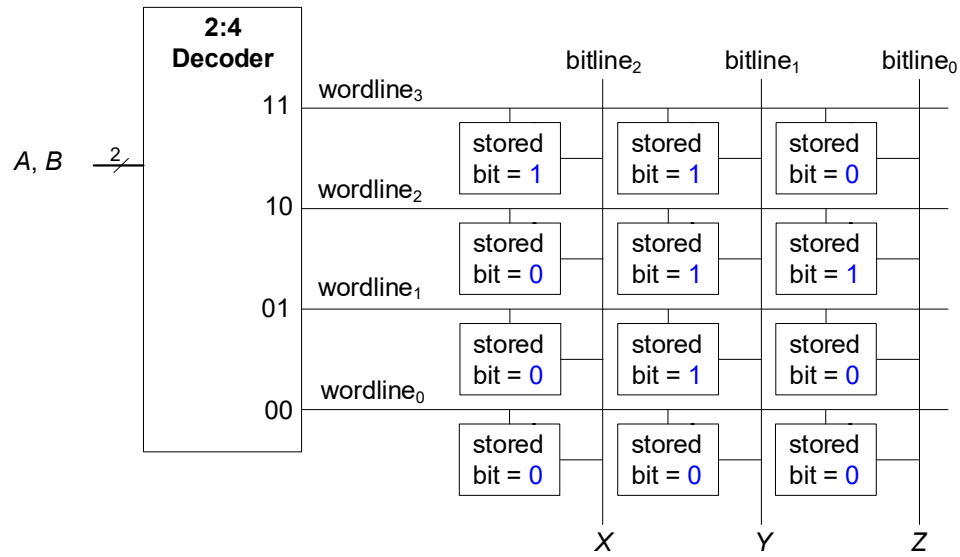 2:4
Decoder
bitline₂ bitline₁ bitline₀
wordline₃
11
stored stored stored
bit = 1 bit = 1 bit = 0
A, B 2
wordline₂
10
stored stored stored
bit = 0 bit = 1 bit = 1
wordline₁
01
stored stored stored
bit = 0 bit = 1 bit = 0
wordline₀
00
stored stored stored
bit = 0 bit = 0 bit = 0
X Y Z